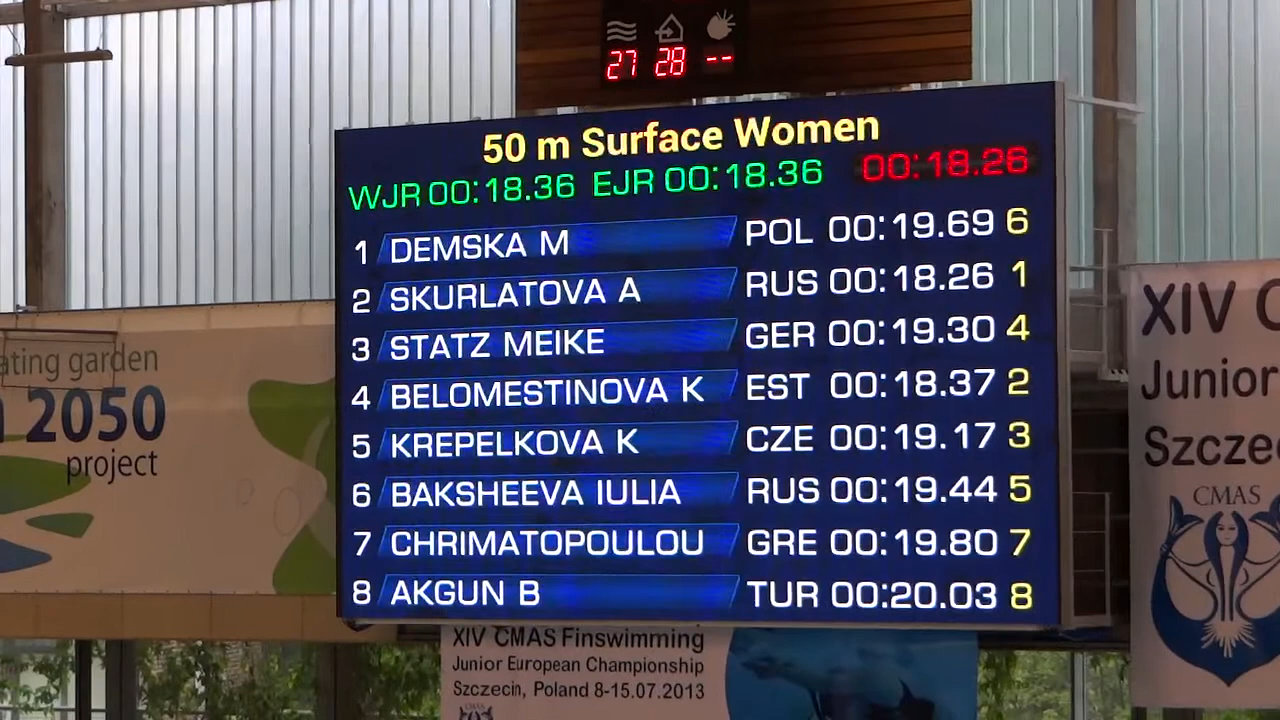 27 28 --
50 m Surface Women
WJR 00:18.36 EJR 00:18.36 00:18.26
1 DEMSKA M POL 00:19.69 6
2 SKURLATOVA A RUS 00:18.26 1
3 STATZ MEIKE GER 00:19.30 4
4 BELOMESTINOVA K EST 00:18.37 2
5 KREPELKOVA K CZE 00:19.17 3
6 BAKSHEEVA IULIA RUS 00:19.44 5
7 CHRIMATOPOULOU GRE 00:19.80 7
8 AKGUN B TUR 00:20.03 8
ating garden
2050
project
XIV CMAS Finswimming
Junior European Championship
Szczecin, Poland 8-15.07.2013
CMAS
XIV C
Junior
Szczec
CMAS